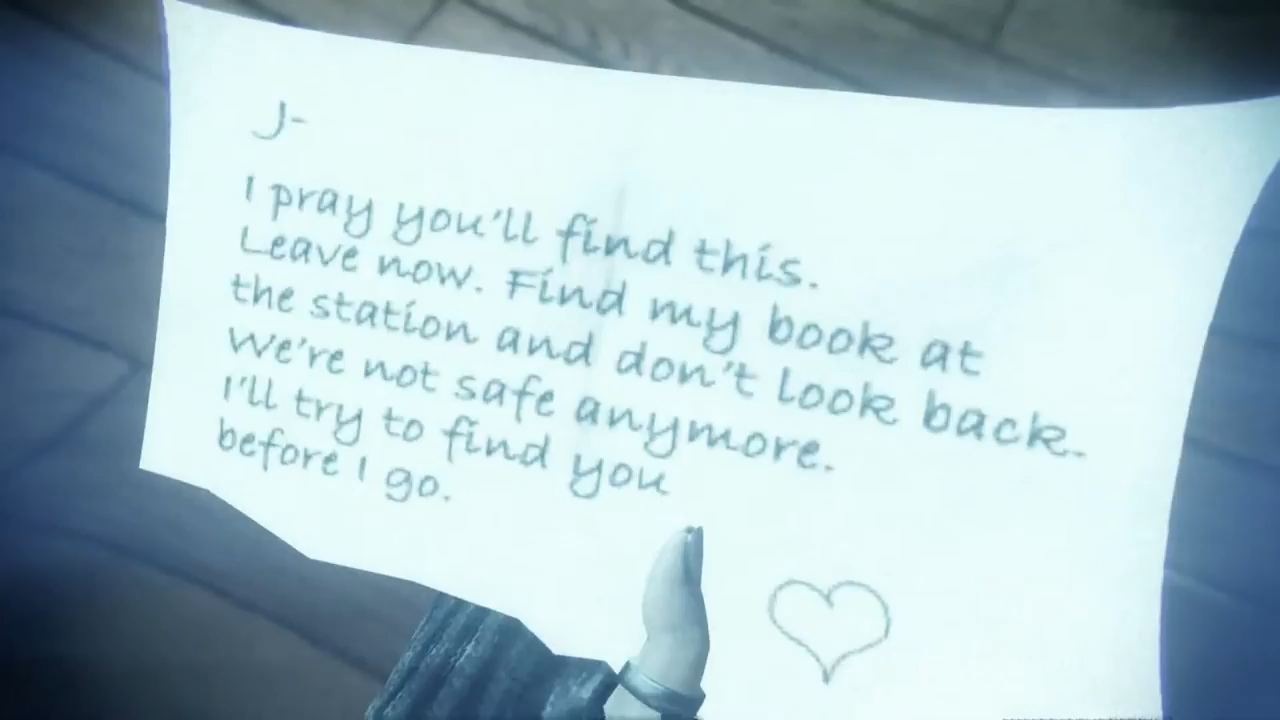 J-
I pray you'll find this.
Leave now. Find my book at
the station and don't look back.
We're not safe anymore.
I'll try to find you
before I go.